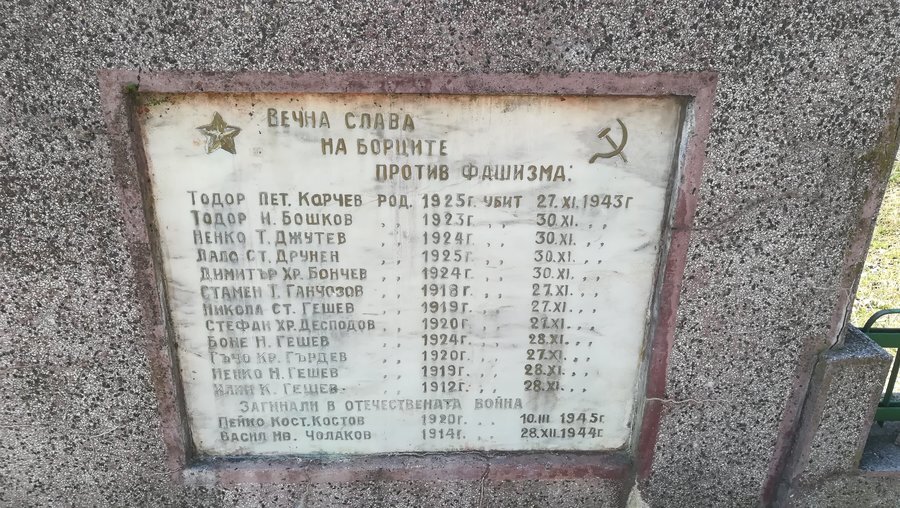 ВЕЧНА СЛАВА
НА БОРЦИТЕ
ПРОТИВ ФАШИЗМА:
ТОДОР ПЕТ. КАРЧЕВ РОД. 1925г. УБИТ 27. XI. 1943г
ТОДОР И. БОШКОВ ,, 1923г. ,, 30.XI. ,,
НЕНКО Т. ДЖУТЕВ ,, 1924г. ,, 30.XI. ,,
ЛАЛО СТ. ДРУНЕН ,, 1925г. ,, 30.XI. ,,
ДИМИТЪР ХР. БОНЧЕВ ,, 1924г. ,, 30.XI. ,,
СТАМЕН Т. ГАНЧОЗОВ ,, 1918г. ,, 27.XI. ,,
НИКОЛА СТ. ГЕШЕВ ,, 1919г. ,, 27.XI. ,,
СТЕФАН ХР. ДЕСПОДОВ ,, 1920г. ,, 27.XI. ,,
БОНЕ Н. ГЕШЕВ ,, 1924г. ,, 28.XI. ,,
ГЪЧО КР. ГЪРДЕВ ,, 1920г. ,, 27.XI. ,,
НЕНКО Н. ГЕШЕВ ,, 1919г. ,, 28.XI. ,,
К. ГЕШЕВ ,, 1912г. ,, 28.XI. ,,
ЗАГИНАЛИ В ОТЕЧЕСТВЕНАТА ВОЙНА
ПЕЙКО КОСТ. КОСТОВ 1920г. ,, 10.III 1945г.
ВАСИЛ ИВ. ЧОЛАКОВ 1914г. ,, 28.XII. 1944г.